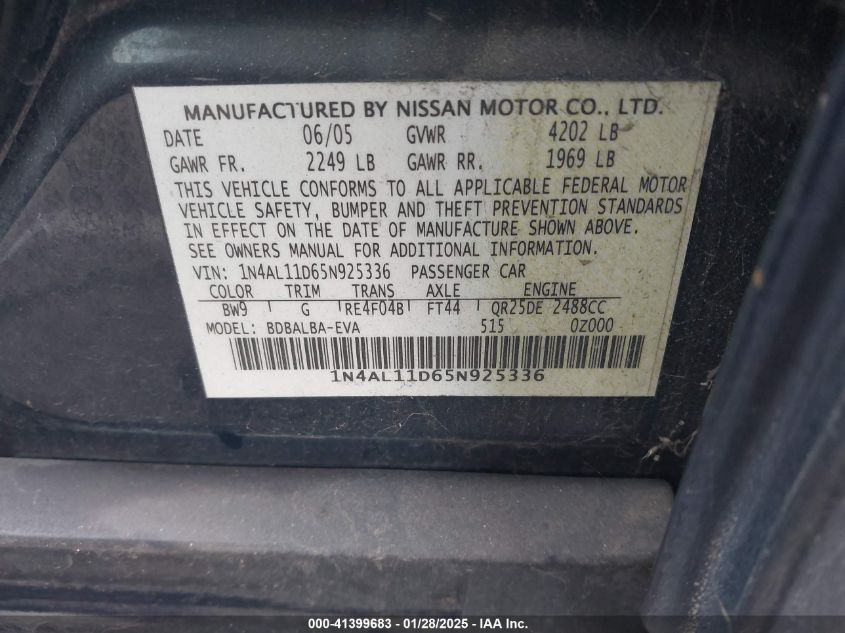 MANUFACTURED BY NISSAN MOTOR CO., LTD.
DATE 06/05 GVWR 4202 LB
GAWR FR. 2249 LB GAWR RR. 1969 LB
THIS VEHICLE CONFORMS TO ALL APPLICABLE FEDERAL MOTOR
VEHICLE SAFETY, BUMPER AND THEFT PREVENTION STANDARDS
IN EFFECT ON THE DATE OF MANUFACTURE SHOWN ABOVE.
SEE OWNERS MANUAL FOR ADDITIONAL INFORMATION.
VIN: 1N4AL11D65N925336 PASSENGER CAR
COLOR TRIM TRANS AXLE ENGINE
BW9 G RE4F04B FT44 QR25DE 2488CC
MODEL: BDBALBA-EVA 515 0Z000
1N4AL11D65N925336
000-41399683 | 01/28/2025 - IAA Inc.